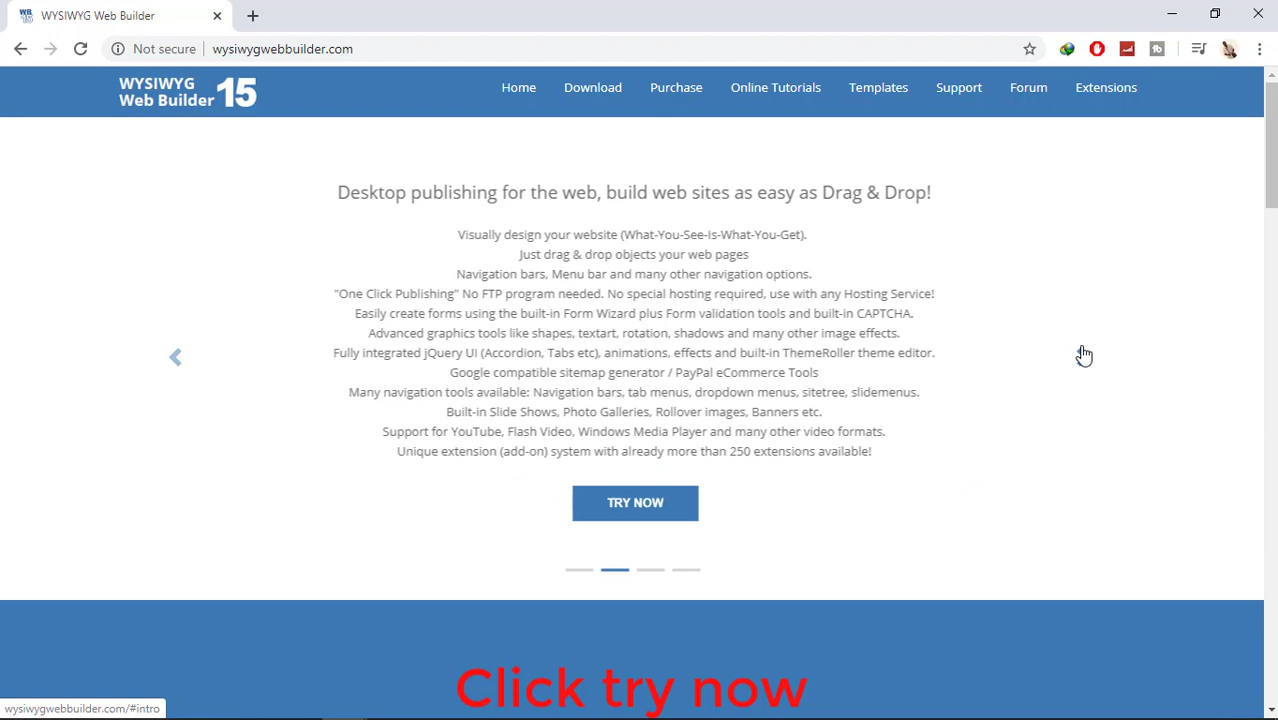 WYSIWYG Web Builder
Not secure
wysiwygwebbuilder.com
WYSIWYG
Web Builder 15
Home
Download
Purchase
Online Tutorials
Templates
Support
Forum
Extensions
Desktop publishing for the web, build web sites as easy as Drag & Drop!
Visually design your website (What-You-See-Is-What-You-Get).
Just drag & drop objects your web pages
Navigation bars, Menu bar and many other navigation options.
"One Click Publishing" No FTP program needed. No special hosting required, use with any Hosting Service!
Easily create forms using the built-in Form Wizard plus Form validation tools and built-in CAPTCHA.
Advanced graphics tools like shapes, textart, rotation, shadows and many other image effects.
Fully integrated jQuery UI (Accordion, Tabs etc), animations, effects and built-in ThemeRoller theme editor.
Google compatible sitemap generator / PayPal eCommerce Tools
Many navigation tools available: Navigation bars, tab menus, dropdown menus, sitetree, slidemenus.
Built-in Slide Shows, Photo Galleries, Rollover images, Banners etc.
Support for YouTube, Flash Video, Windows Media Player and many other video formats.
Unique extension (add-on) system with already more than 250 extensions available!
TRY NOW
Click try now
wysiwygwebbuilder.com/#intro